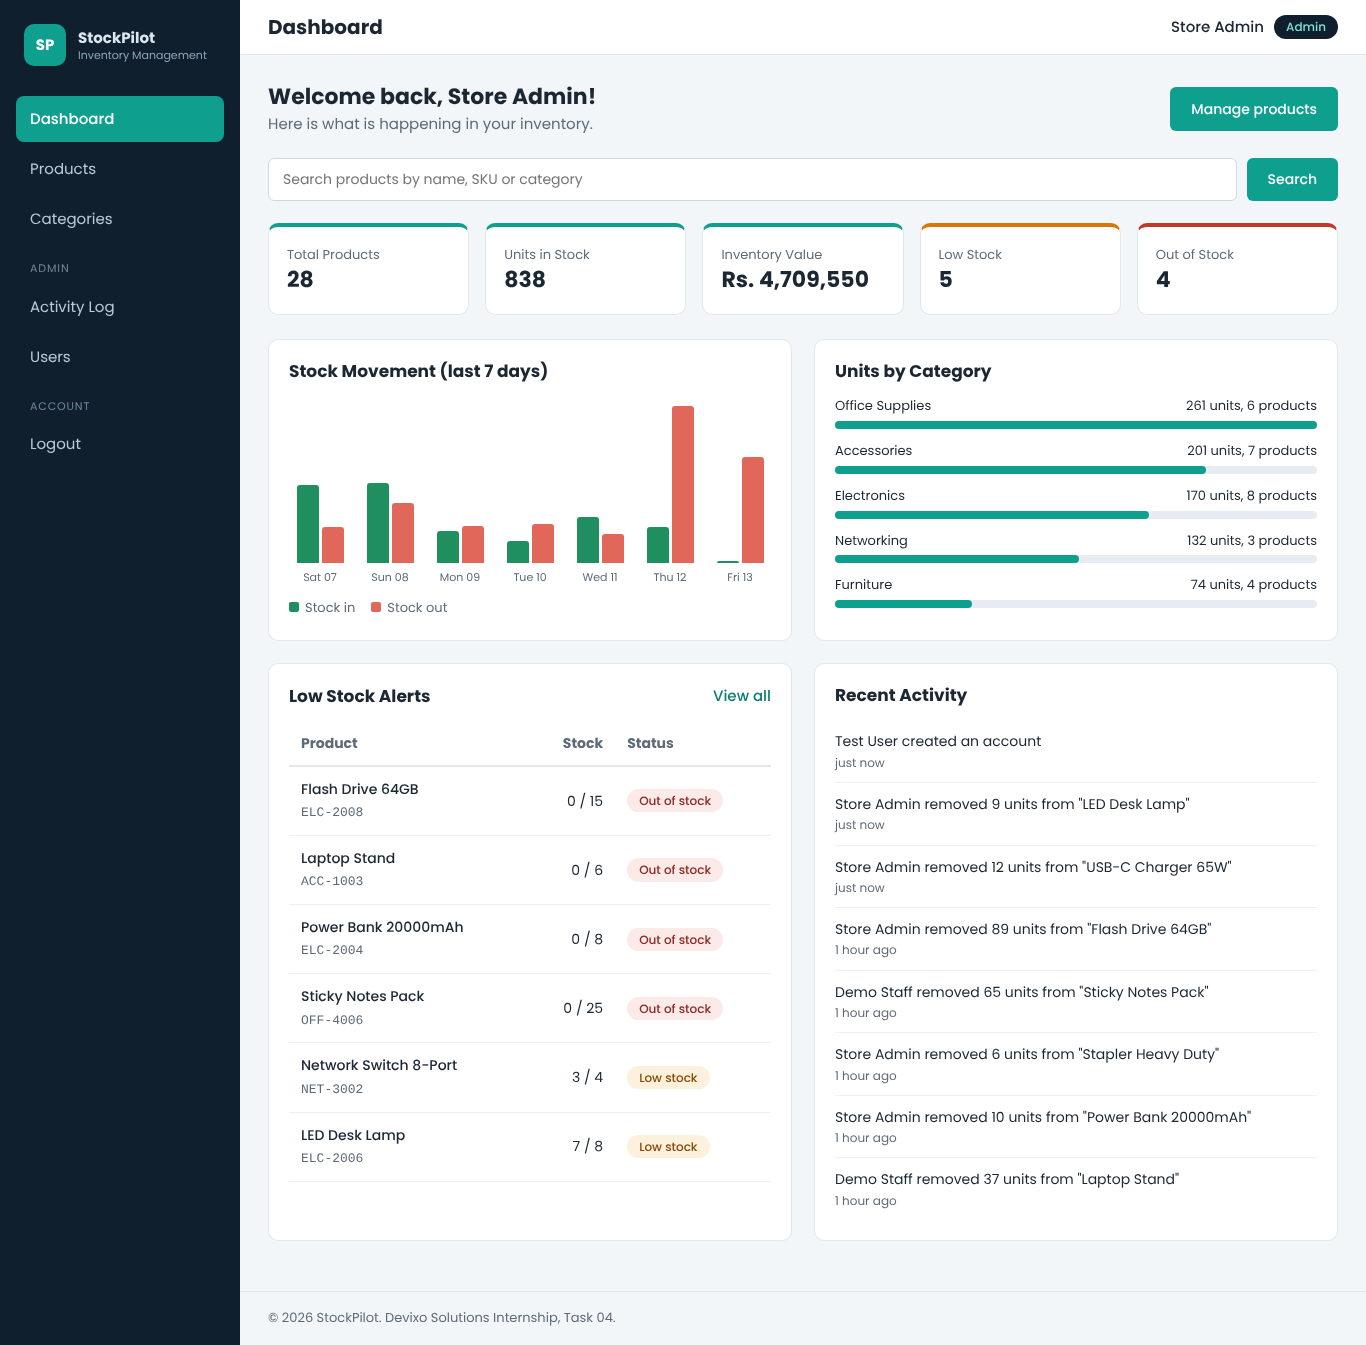 SP
StockPilot
Inventory Management
Dashboard
Products
Categories
ADMIN
Activity Log
Users
ACCOUNT
Logout
Dashboard
Store Admin
Admin
Welcome back, Store Admin!
Here is what is happening in your inventory.
Manage products
Search products by name, SKU or category
Search
Total Products
28
Units in Stock
838
Inventory Value
Rs. 4,709,550
Low Stock
5
Out of Stock
4
Stock Movement (last 7 days)
Sat 07 Sun 08 Mon 09 Tue 10 Wed 11 Thu 12 Fri 13
Stock in Stock out
Units by Category
Office Supplies 261 units, 6 products
Accessories 201 units, 7 products
Electronics 170 units, 8 products
Networking 132 units, 3 products
Furniture 74 units, 4 products
Low Stock Alerts View all
Product Stock Status
Flash Drive 64GB
ELC-2008
0 / 15 Out of stock
Laptop Stand
ACC-1003
0 / 6 Out of stock
Power Bank 20000mAh
ELC-2004
0 / 8 Out of stock
Sticky Notes Pack
OFF-4006
0 / 25 Out of stock
Network Switch 8-Port
NET-3002
3 / 4 Low stock
LED Desk Lamp
ELC-2006
7 / 8 Low stock
Recent Activity
Test User created an account
just now
Store Admin removed 9 units from "LED Desk Lamp"
just now
Store Admin removed 12 units from "USB-C Charger 65W"
just now
Store Admin removed 89 units from "Flash Drive 64GB"
1 hour ago
Demo Staff removed 65 units from "Sticky Notes Pack"
1 hour ago
Store Admin removed 6 units from "Stapler Heavy Duty"
1 hour ago
Store Admin removed 10 units from "Power Bank 20000mAh"
1 hour ago
Demo Staff removed 37 units from "Laptop Stand"
1 hour ago
© 2026 StockPilot. Devixo Solutions Internship, Task 04.